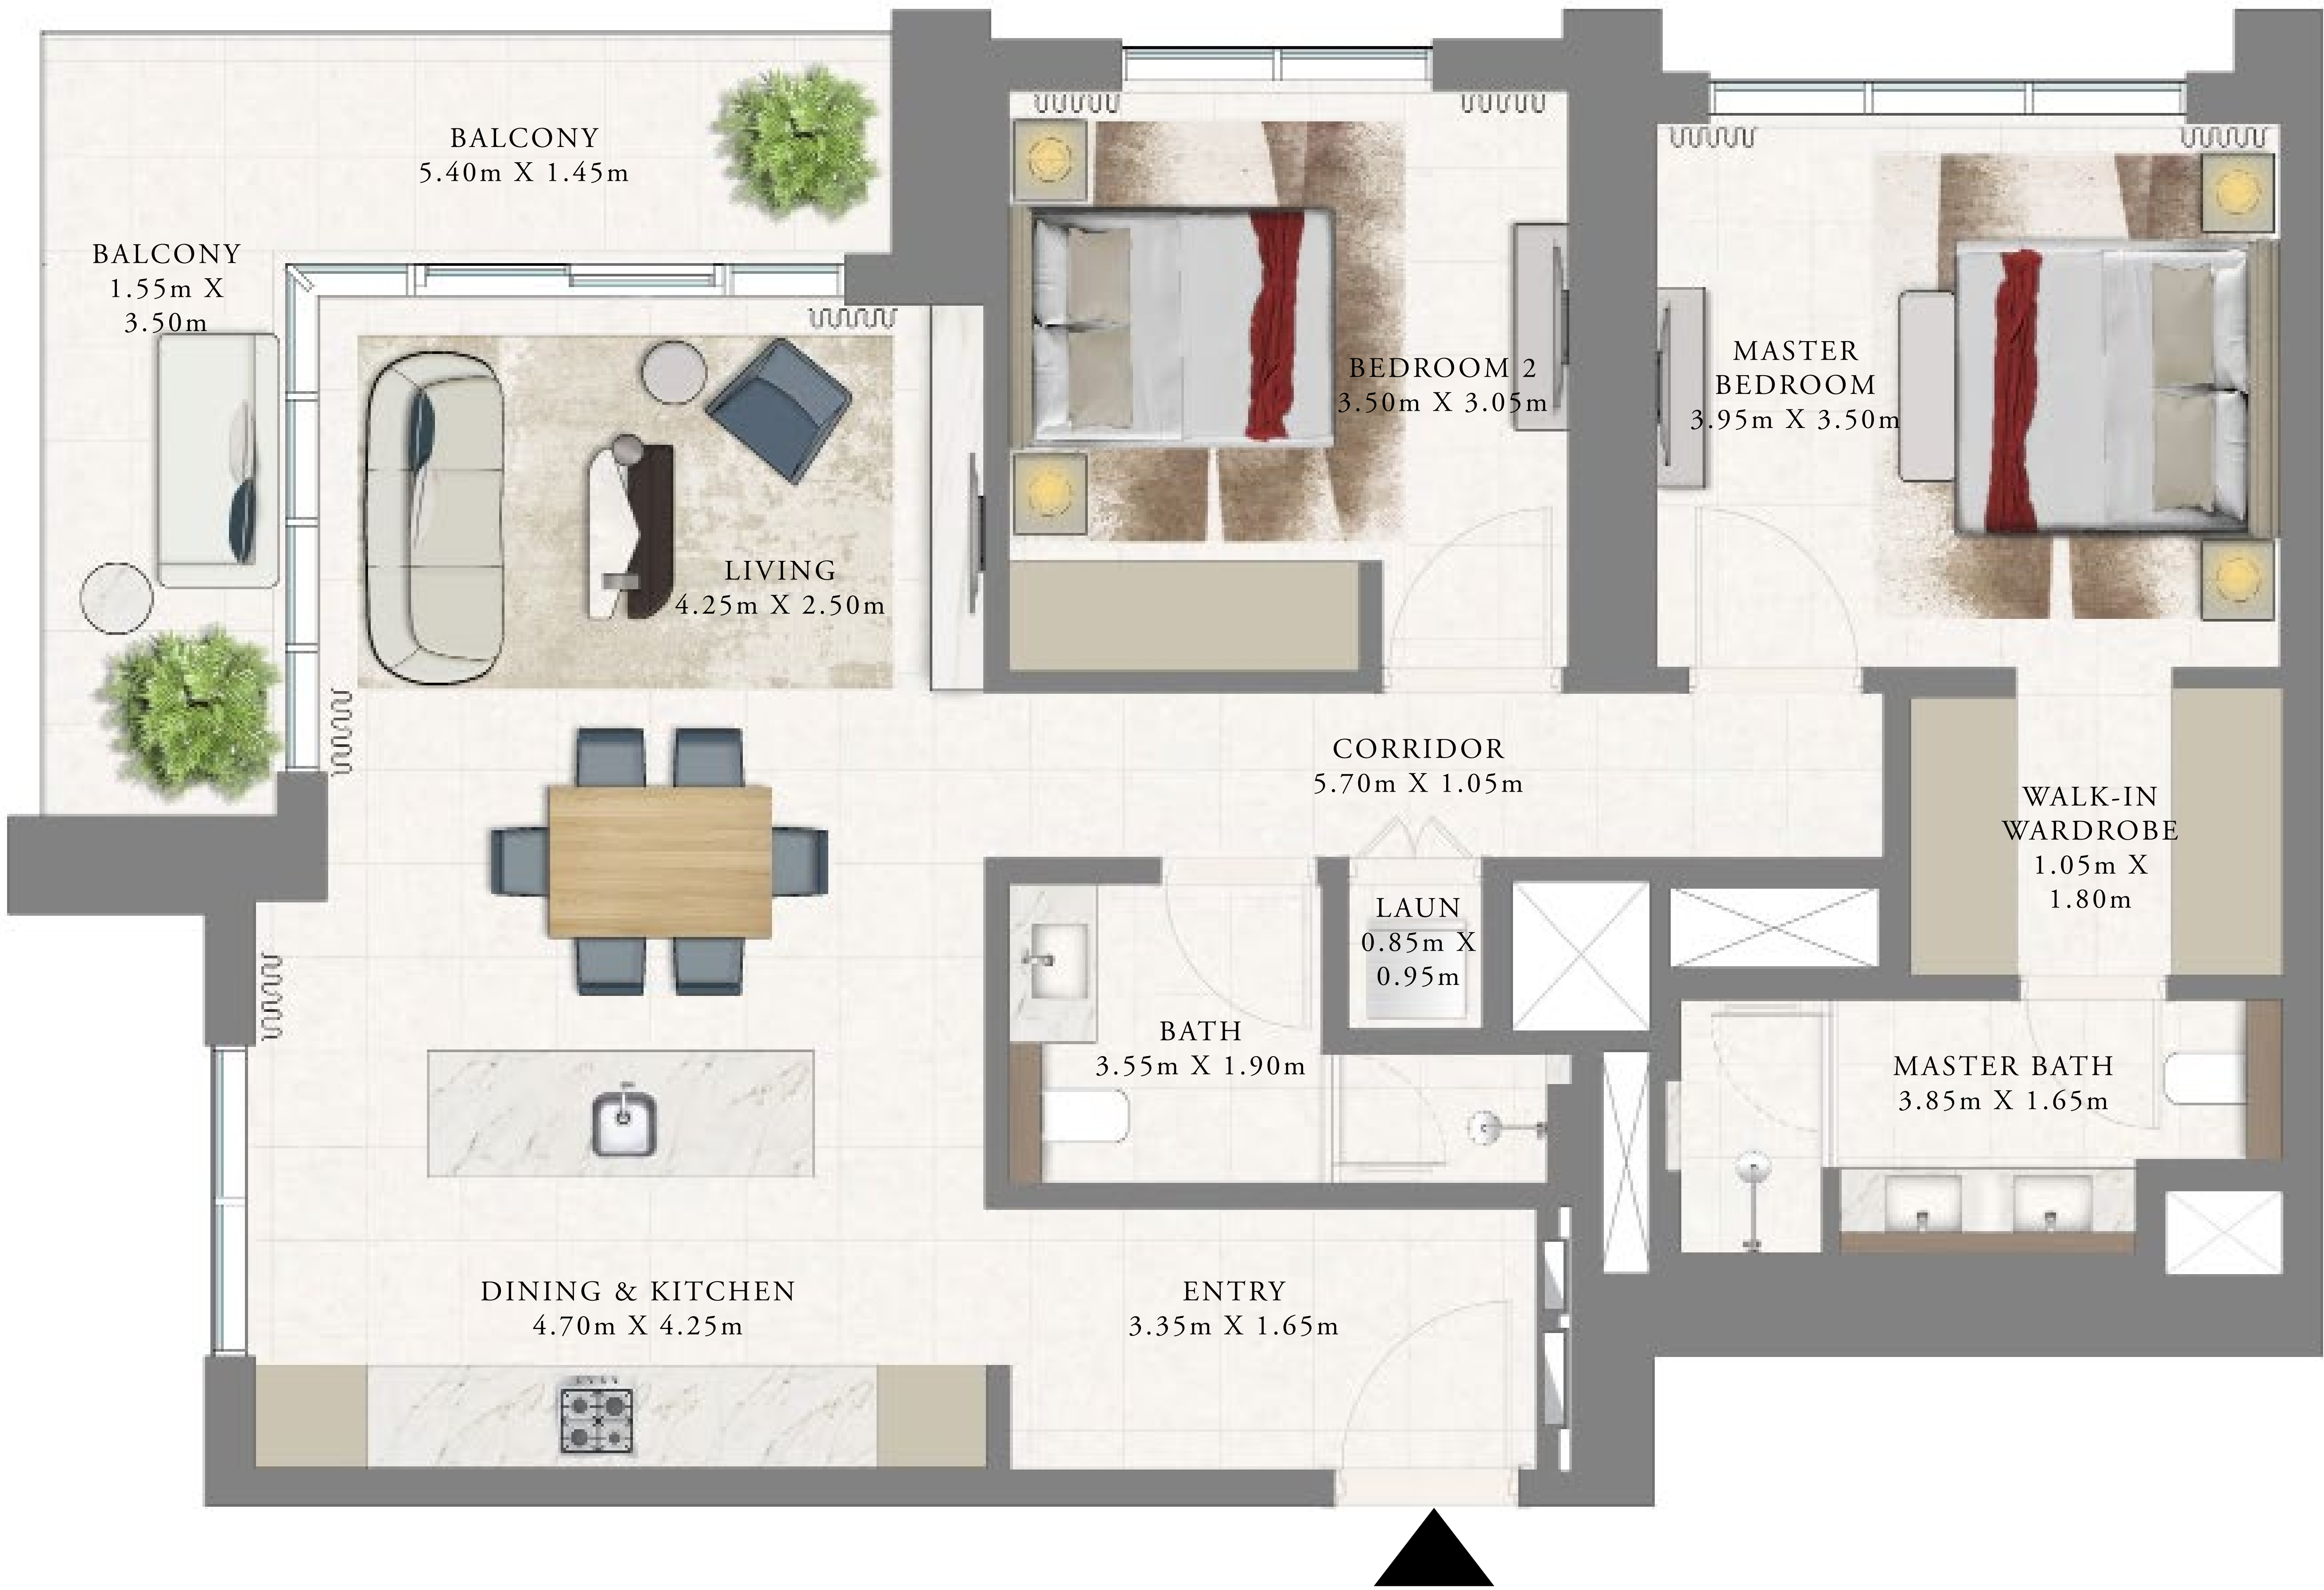 BALCONY
5.40m X 1.45m
BALCONY
1.55m X
3.50m
BEDROOM 2
3.50m X 3.05m
MASTER
BEDROOM
3.95m X 3.50m
LIVING
4.25m X 2.50m
CORRIDOR
5.70m X 1.05m
WALK-IN
WARDROBE
1.05m X
1.80m
LAUN
0.85m X
0.95m
BATH
3.55m X 1.90m
MASTER BATH
3.85m X 1.65m
DINING & KITCHEN
4.70m X 4.25m
ENTRY
3.35m X 1.65m